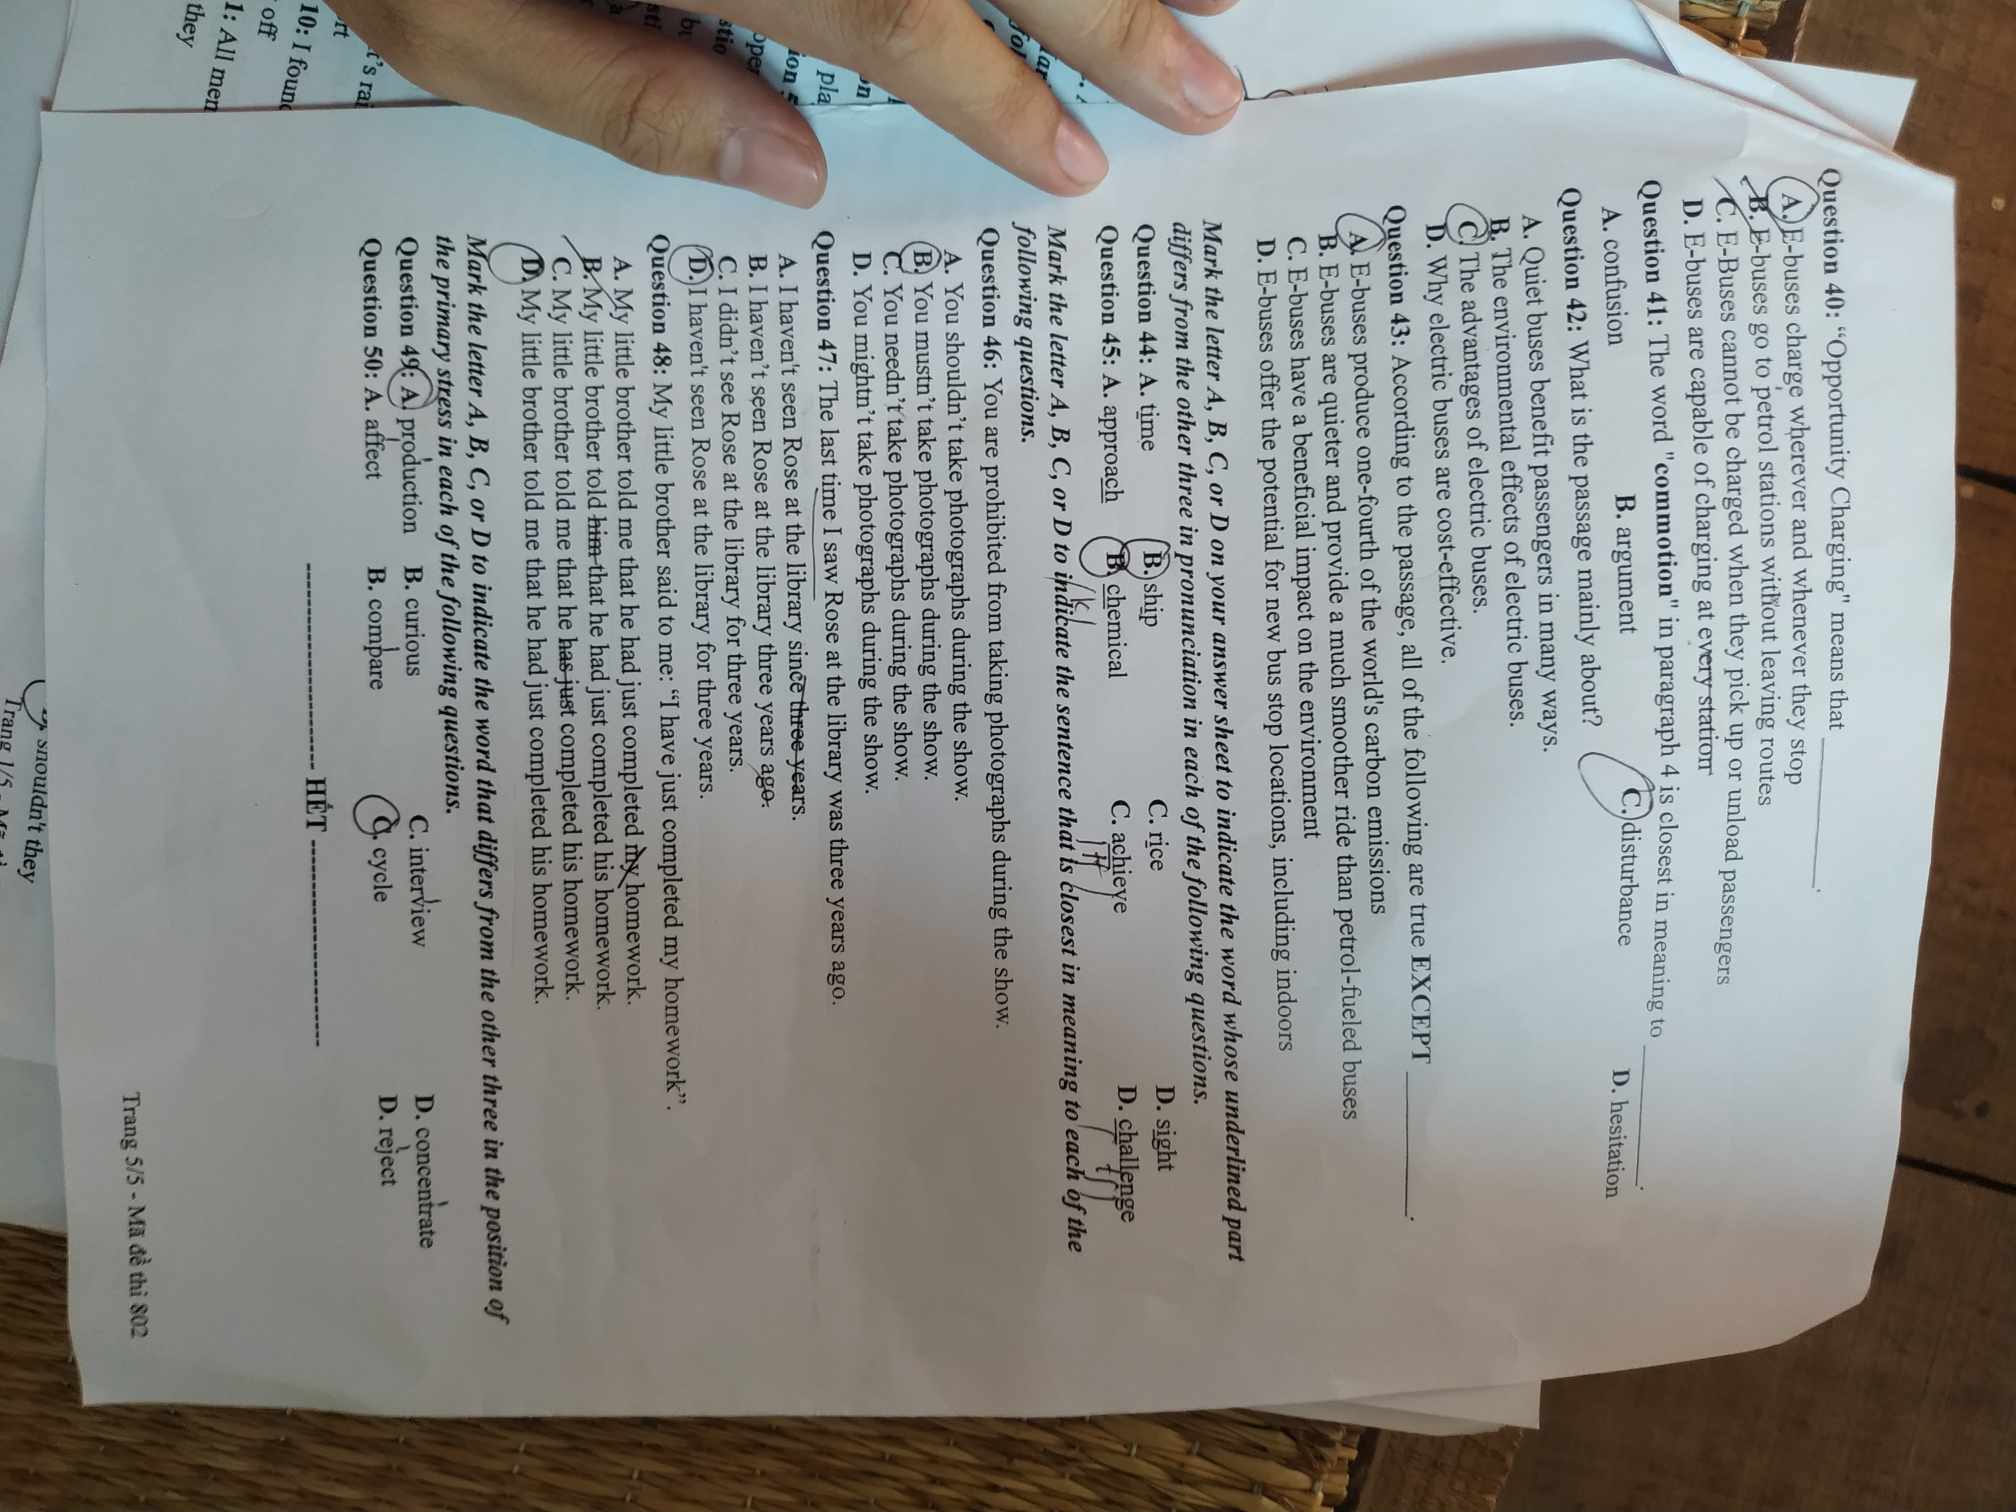 Question 40: “Opportunity Charging" means that ____________.
A. E-buses charge wherever and whenever they stop
B. E-buses go to petrol stations without leaving routes
C. E-Buses cannot be charged when they pick up or unload passengers
D. E-buses are capable of charging at every station
Question 41: The word "commotion" in paragraph 4 is closest in meaning to ____________.
A. confusion B. argument C. disturbance D. hesitation
Question 42: What is the passage mainly about?
A. Quiet buses benefit passengers in many ways.
B. The environmental effects of electric buses.
C. The advantages of electric buses.
D. Why electric buses are cost-effective.
Question 43: According to the passage, all of the following are true EXCEPT ____________.
A. E-buses produce one-fourth of the world's carbon emissions
B. E-buses are quieter and provide a much smoother ride than petrol-fueled buses
C. E-buses have a beneficial impact on the environment
D. E-buses offer the potential for new bus stop locations, including indoors
Mark the letter A, B, C, or D on your answer sheet to indicate the word whose underlined part
differs from the other three in pronunciation in each of the following questions.
Question 44: A. time B. ship C. rice D. sight
Question 45: A. approach B. chemical C. achieve D. challenge
/k/
Mark the letter A, B, C, or D to indicate the sentence that is closest in meaning to each of the
following questions.
Question 46: You are prohibited from taking photographs during the show.
A. You shouldn’t take photographs during the show.
B. You mustn’t take photographs during the show.
C. You needn’t take photographs during the show.
D. You mightn’t take photographs during the show.
Question 47: The last time I saw Rose at the library was three years ago.
A. I haven't seen Rose at the library since three years.
B. I haven’t seen Rose at the library three years ago.
C. I didn’t see Rose at the library for three years.
D. I haven't seen Rose at the library for three years.
Question 48: My little brother said to me: “I have just completed my homework”.
A. My little brother told me that he had just completed my homework.
B. My little brother told him that he had just completed his homework.
C. My little brother told me that he has just completed his homework.
D. My little brother told me that he had just completed his homework.
Mark the letter A, B, C, or D to indicate the word that differs from the other three in the position of
the primary stress in each of the following questions.
Question 49: A. production B. curious C. interview D. concentrate
Question 50: A. affect B. compare C. cycle D. reject
-------------------- HẾT --------------------
Trang 5/5 - Mã đề thi 802
shouldn't they
Trang 1/5
10: I found
off
1: All men
they